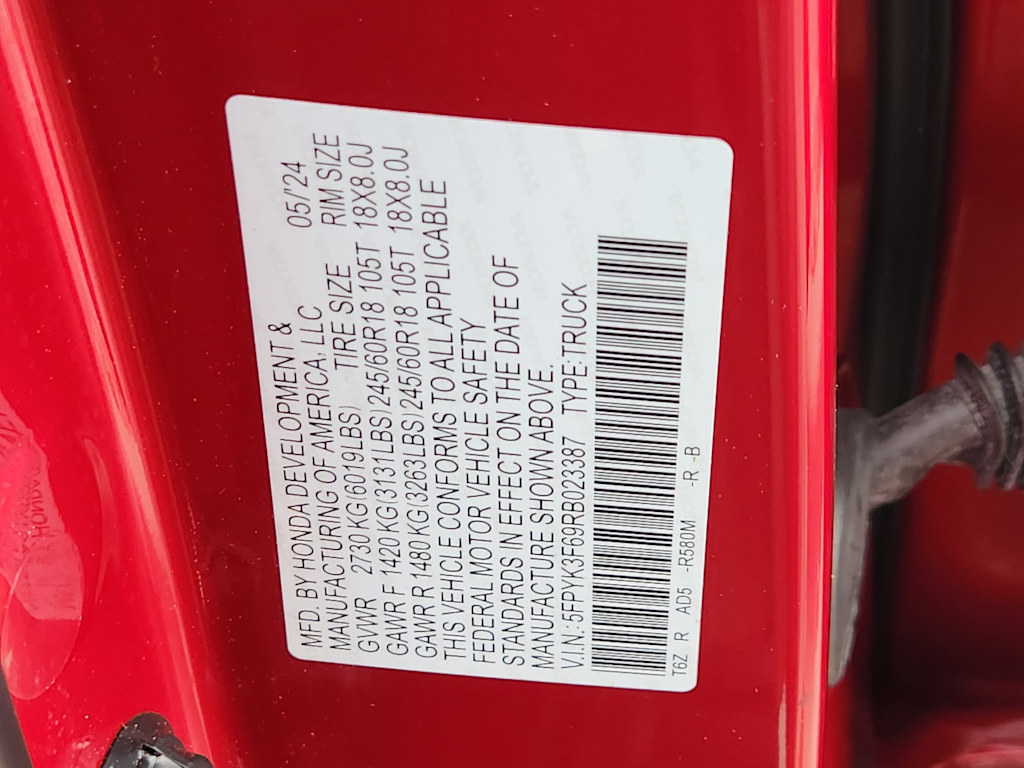 MFD. BY HONDA DEVELOPMENT & 05/'24
MANUFACTURING OF AMERICA, LLC
GVWR 2730 KG(6019LBS) TIRE SIZE RIM SIZE
GAWR F 1420 KG(3131LBS) 245/60R18 105T 18X8.0J
GAWR R 1480 KG(3263LBS) 245/60R18 105T 18X8.0J
THIS VEHICLE CONFORMS TO ALL APPLICABLE
FEDERAL MOTOR VEHICLE SAFETY
STANDARDS IN EFFECT ON THE DATE OF
MANUFACTURE SHOWN ABOVE.
V.I.N.:5FPYK3F69RB023387 TYPE:TRUCK
T6Z R AD5 -R580M -R -B